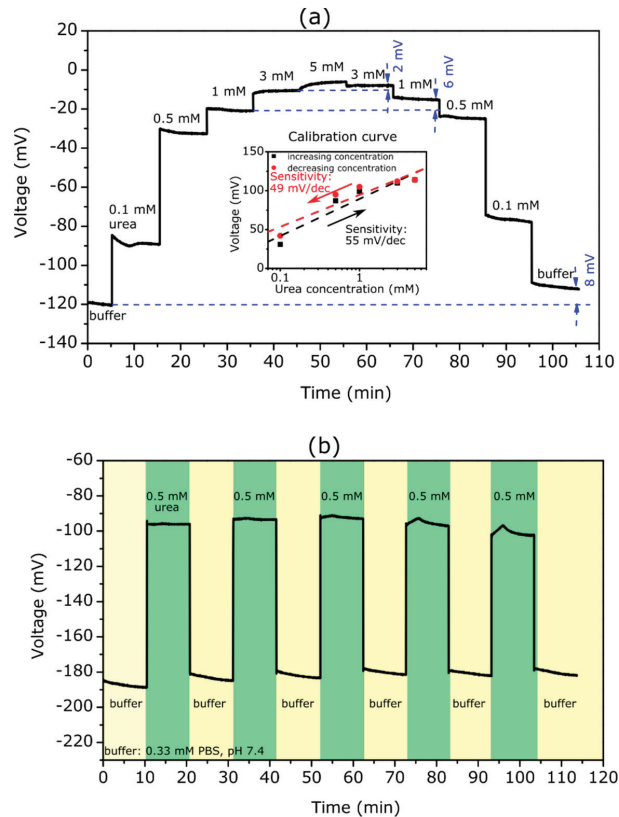 (a)
20
0
-20
-40
-60
-80
-100
-120
-140
Voltage (mV)
buffer
0.1 mM
urea
0.5 mM
1 mM
3 mM
5 mM
3 mM
2 mV
1 mM
6 mV
0.5 mM
0.1 mM
buffer
8 mV
Calibration curve
150
100
50
0
Voltage (mV)
increasing concentration
decreasing concentration
Sensitivity:
49 mV/dec
Sensitivity:
55 mV/dec
0.1 1
Urea concentration (mM)
0 10 20 30 40 50 60 70 80 90 100 110
Time (min)
(b)
-60
-80
-100
-120
-140
-160
-180
-200
-220
Voltage (mV)
0.5 mM
urea
0.5 mM
0.5 mM
0.5 mM
0.5 mM
buffer buffer buffer buffer buffer buffer
buffer: 0.33 mM PBS, pH 7.4
0 10 20 30 40 50 60 70 80 90 100 110 120
Time (min)